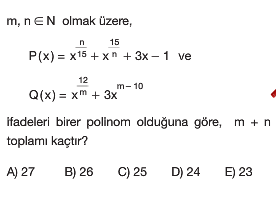 m, n ∈ N olmak üzere,
P(x) = x^(n/15) + x^(15/n) + 3x − 1 ve
Q(x) = x^(12/m) + 3x^(m−10)
ifadeleri birer polinom olduğuna göre, m + n
toplamı kaçtır?
A) 27 B) 26 C) 25 D) 24 E) 23